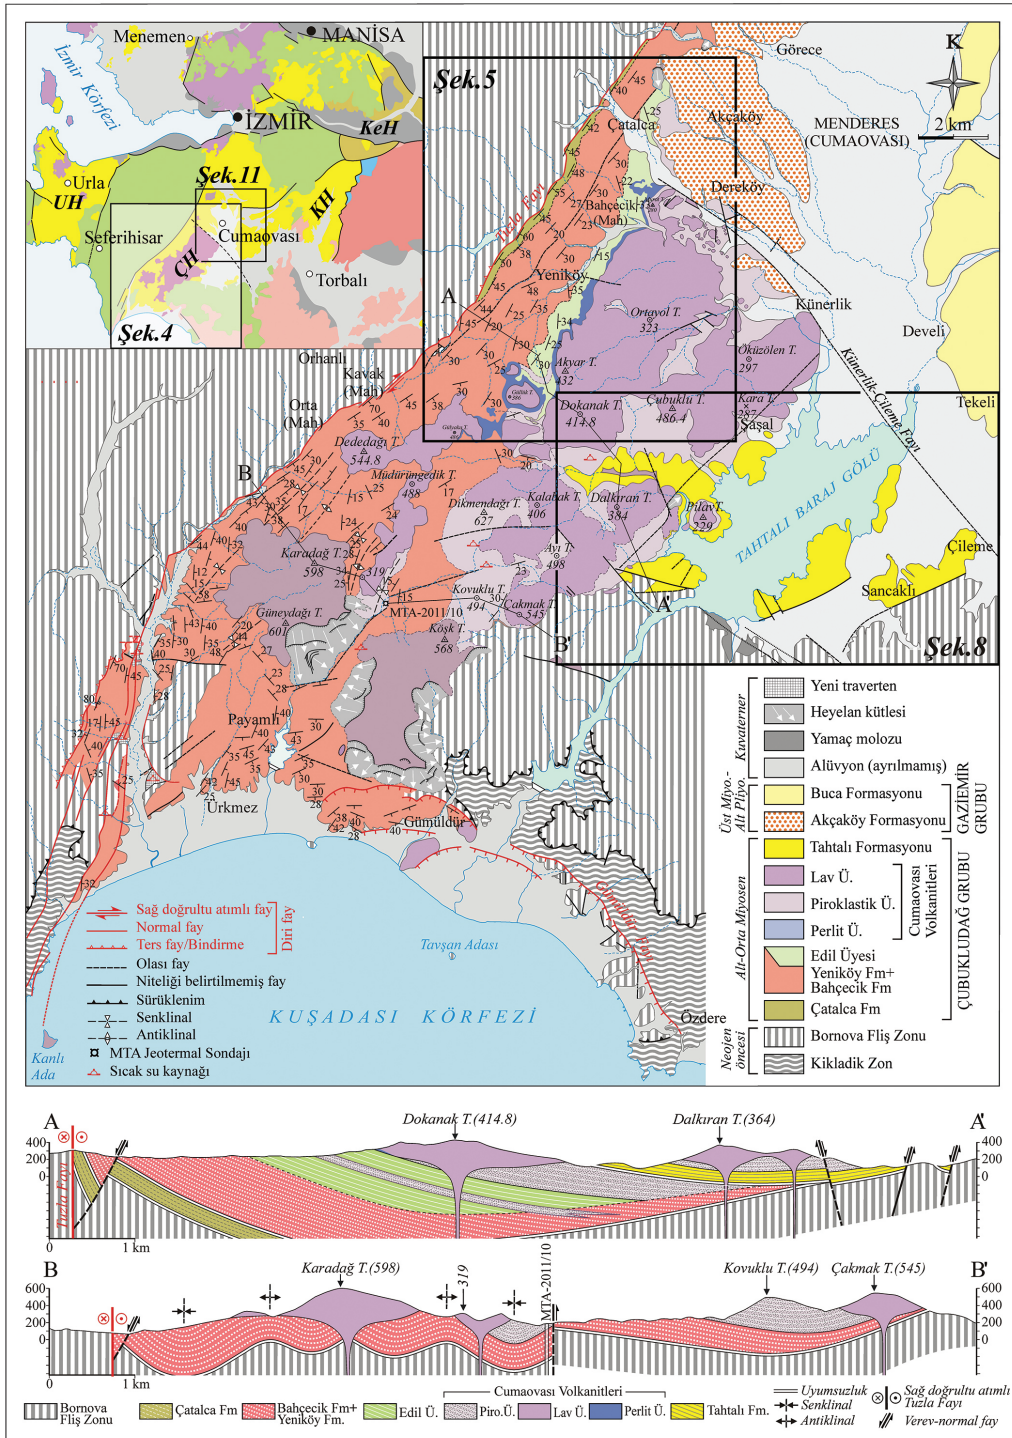 Menemen
MANİSA
İzmir Körfezi
İZMİR
KeH
Urla
UH
Şek.11
KH
Seferihisar
Cumaovası
ÇH
Torbalı
Şek.4
Şek.5
Görece
K
2 km
Çatalca
Akçaköy
MENDERES
(CUMAOVASI)
Dereköy
Bahçecik
(Mah)
Tuzla Fayı
Yeniköy
Künerlik
Ortayol T.
323
Develi
A
Öküzölen T.
297
Akyar T.
432
Künerlik-Çileme Fayı
Orhanlı
Kavak
(Mah)
Orta
(Mah)
Dokanak T.
414.8
Çubuklu T.
486.4
Kara T.
287
Şaşal
Tekeli
Dededağı T.
544.8
B
Müdürüngedik T.
488
Dikmendağı T.
627
Kalabak T.
406
Dalkıran T.
384
Pilav T.
229
TAHTALI BARAJ GÖLÜ
Çileme
Karadağ T.
598
319
Ayı T.
498
Sancaklı
Kovuklu T.
494
Çakmak T.
545
MTA-2011/10
A'
Güneydağı T.
601
Köşk T.
568
B'
Şek.8
Payamlı
Ürkmez
Gümüldür
Gümüldür Fayı
Tavşan Adası
KUŞADASI KÖRFEZİ
Özdere
Kanlı
Ada
Sağ doğrultu atımlı fay
Normal fay
Ters fay/Bindirme
Diri fay
Olası fay
Niteliği belirtilmemiş fay
Sürüklenim
Senklinal
Antiklinal
MTA Jeotermal Sondajı
Sıcak su kaynağı
Kuvaterner
Yeni traverten
Heyelan kütlesi
Yamaç molozu
Alüvyon (ayrılmamış)
Üst Miyo.-
Alt Pliyo.
Buca Formasyonu
Akçaköy Formasyonu
GAZİEMİR
GRUBU
Alt-Orta Miyosen
Tahtalı Formasyonu
Lav Ü.
Piroklastik Ü.
Perlit Ü.
Cumaovası
Volkanitleri
Edil Üyesi
Yeniköy Fm+
Bahçecik Fm
Çatalca Fm
ÇUBUKLUDAĞ GRUBU
Neojen
öncesi
Bornova Fliş Zonu
Kikladik Zon
A
Dokanak T.(414.8)
Dalkıran T.(364)
A'
400
200
0
Tuzla Fayı
400
200
0
0 1 km
B
Karadağ T.(598)
319
MTA-2011/10
Kovuklu T.(494)
Çakmak T.(545)
B'
600
400
200
0
600
400
200
0
0 1 km
Cumaovası Volkanitleri
Bornova
Fliş Zonu
Çatalca Fm
Bahçecik Fm+
Yeniköy Fm.
Edil Ü.
Piro.Ü.
Lav Ü.
Perlit Ü.
Tahtalı Fm.
Uyumsuzluk
Senklinal
Antiklinal
Sağ doğrultu atımlı
Tuzla Fayı
Verev-normal fay